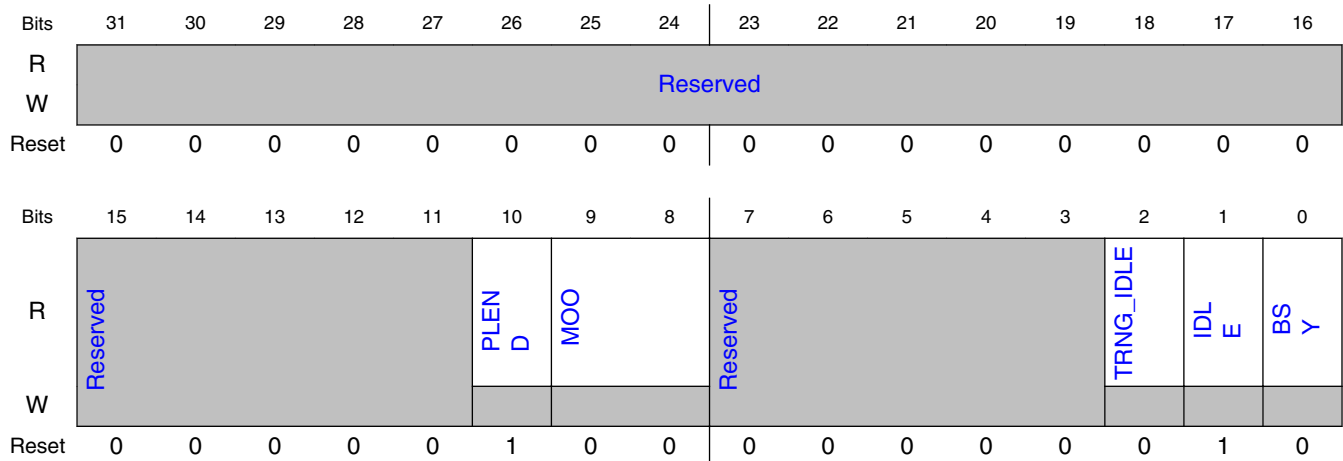 Bits 31 30 29 28 27 26 25 24 23 22 21 20 19 18 17 16
R
Reserved
W
Reset 0 0 0 0 0 0 0 0 0 0 0 0 0 0 0 0
Bits 15 14 13 12 11 10 9 8 7 6 5 4 3 2 1 0
R
Reserved
PLEN
D
MOO
Reserved
TRNG_IDLE
IDL
E
BS
Y
W
Reset 0 0 0 0 0 1 0 0 0 0 0 0 0 0 1 0